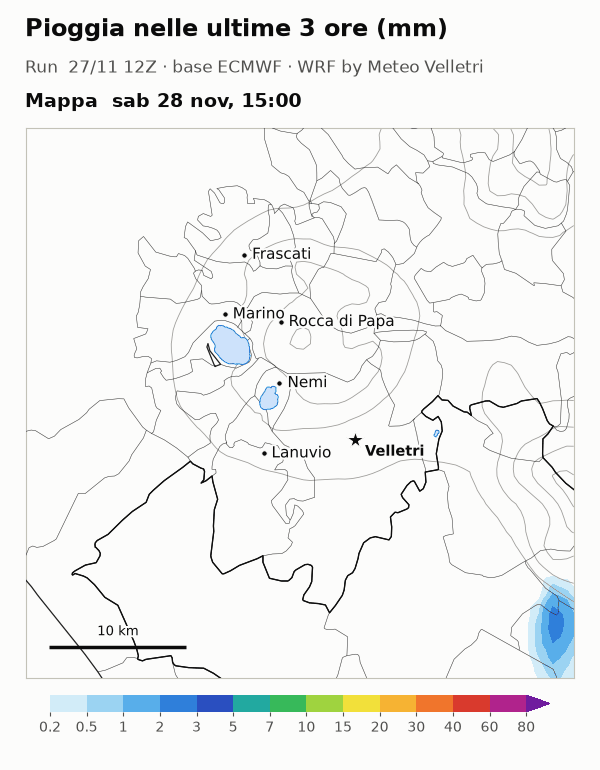 Pioggia nelle ultime 3 ore (mm)
Run  27/11 12Z · base ECMWF · WRF by Meteo Velletri
Mappa  sab 28 nov, 15:00
Frascati
Marino
Rocca di Papa
Nemi
Velletri
Lanuvio
10 km
0.2 0.5 1 2 3 5 7 10 15 20 30 40 60 80